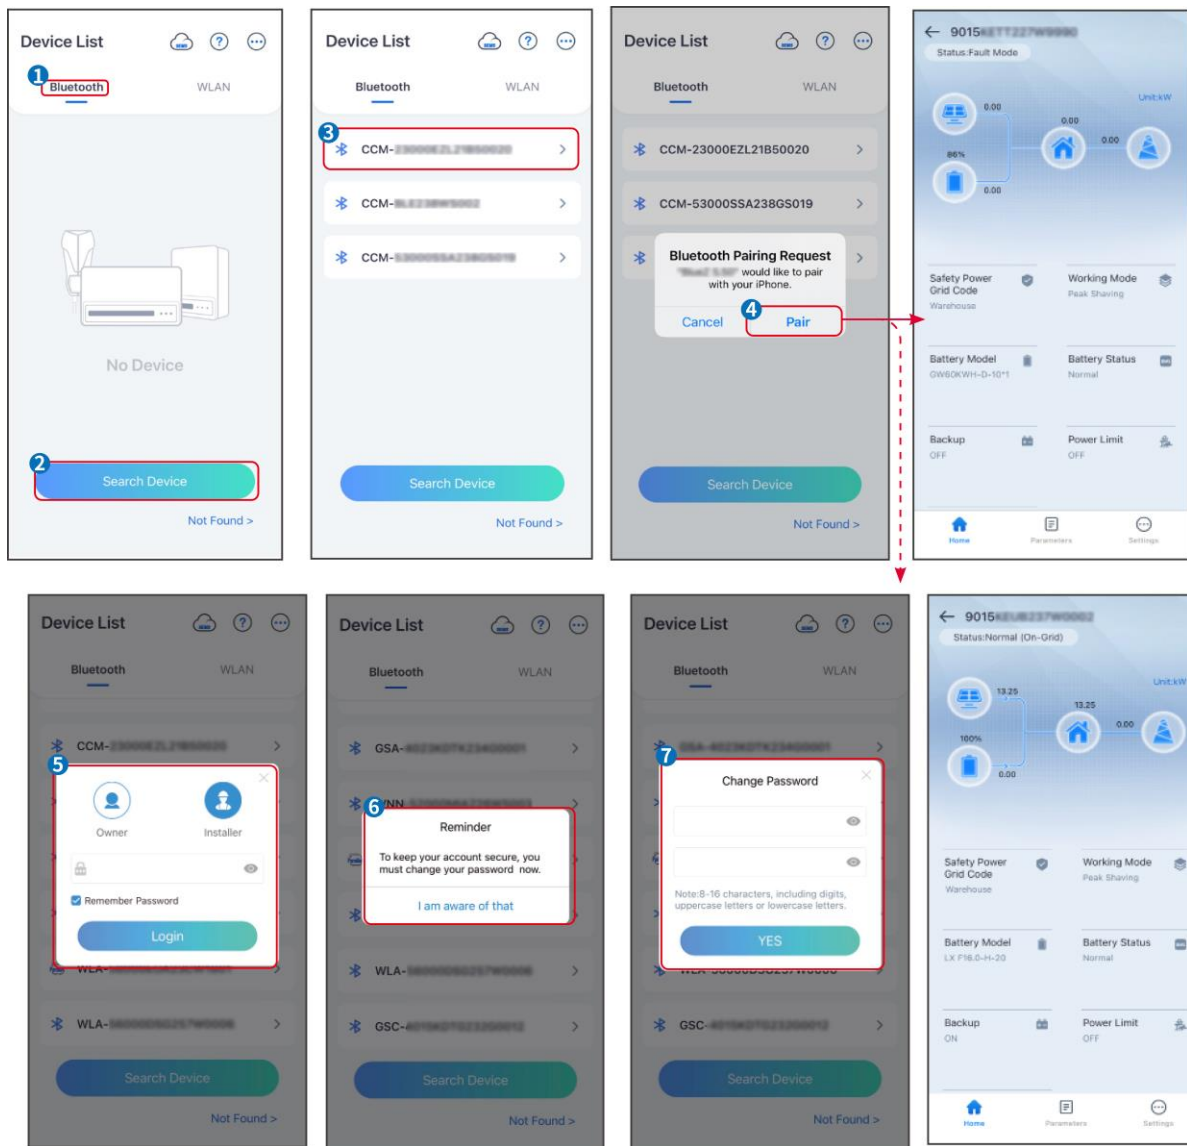 Device List
1
Bluetooth
WLAN
No Device
2
Search Device
Not Found >
Device List
Bluetooth
WLAN
3
CCM-
CCM-
CCM-
Search Device
Not Found >
Device List
Bluetooth
WLAN
CCM-23000EZL21B50020
CCM-53000SSA238GS019
Bluetooth Pairing Request
would like to pair
with your iPhone.
4
Cancel
Pair
Search Device
Not Found >
9015
Status:Fault Mode
Unit:kW
0.00
0.00
0.00
86%
0.00
Safety Power
Grid Code
Warehouse
Working Mode
Peak Shaving
Battery Model
GW60KWH-D-10*1
Battery Status
Normal
Backup
OFF
Power Limit
OFF
Home
Parameters
Settings
Device List
Bluetooth
WLAN
CCM-
5
Owner
Installer
Remember Password
Login
WLA-
Search Device
Not Found >
Device List
Bluetooth
WLAN
GSA-
6
Reminder
To keep your account secure, you
must change your password now.
I am aware of that
WLA-
GSC-
Search Device
Not Found >
Device List
Bluetooth
WLAN
7
Change Password
Note:8-16 characters, including digits,
uppercase letters or lowercase letters.
YES
GSC-
Search Device
Not Found >
9015
Status:Normal (On-Grid)
Unit:kW
13.25
13.25
0.00
100%
0.00
Safety Power
Grid Code
Warehouse
Working Mode
Peak Shaving
Battery Model
LX F16.0-H-20
Battery Status
Normal
Backup
ON
Power Limit
OFF
Home
Parameters
Settings